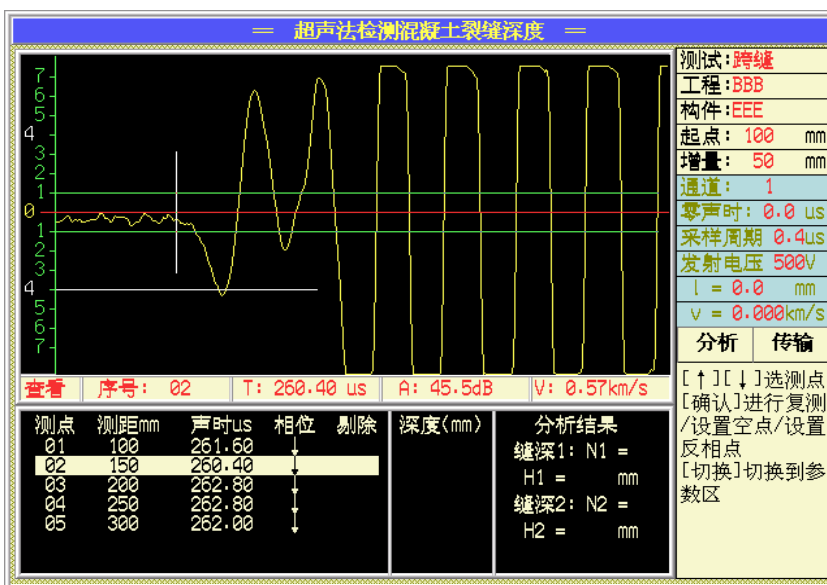 ═ 超声法检测混凝土裂缝深度 ═
7
6
5
4
3
2
1
0
1
2
3
4
5
6
7
测试:跨缝
工程:BBB
构件:EEE
起点: 100 mm
增量: 50 mm
通道: 1
零声时: 0.0 us
采样周期 0.4us
发射电压 500V
l = 0.0 mm
v = 0.000km/s
分析 传输
查看 序号: 02 T: 260.40 us A: 45.5dB V: 0.57km/s
测点 测距mm 声时us 相位 剔除
01 100 261.60 ↓
02 150 260.40 ↓
03 200 262.80 ↓
04 250 262.80 ↓
05 300 262.00 ↓
深度(mm)
分析结果
缝深1: N1 =
H1 = mm
缝深2: N2 =
H2 = mm
[↑][↓]选测点
[确认]进行复测
/设置空点/设置
反相点
[切换]切换到参
数区